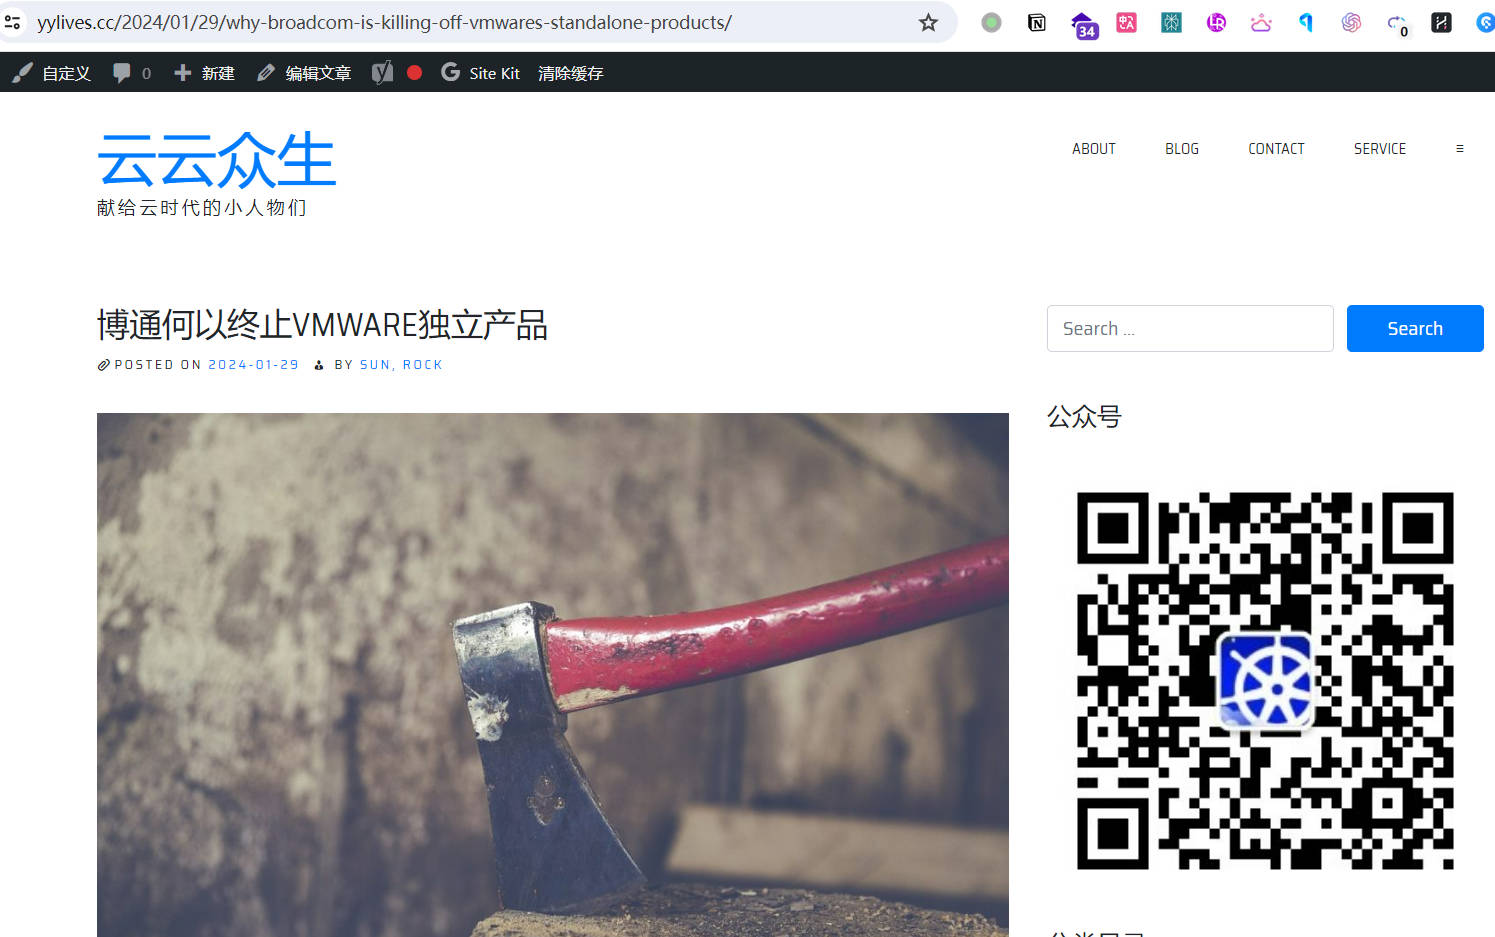 yylives.cc/2024/01/29/why-broadcom-is-killing-off-vmwares-standalone-products/
34
0
自定义 0 新建 编辑文章 Site Kit 清除缓存
云云众生
献给云时代的小人物们
ABOUT BLOG CONTACT SERVICE ≡
博通何以终止VMWARE独立产品
POSTED ON 2024-01-29 BY SUN, ROCK
Search ...
Search
公众号